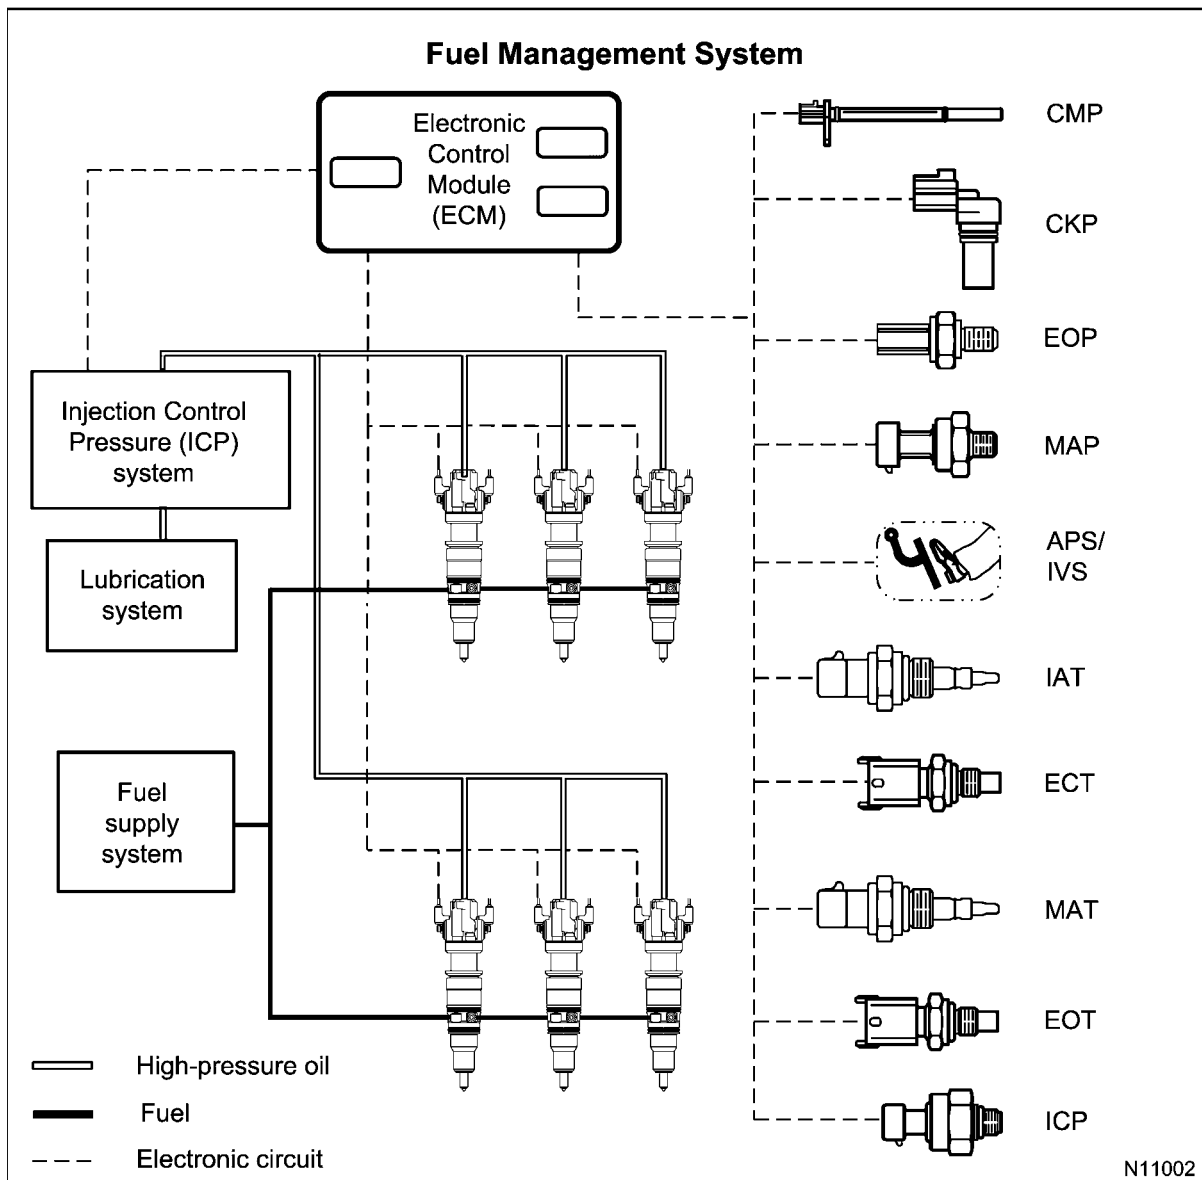 Fuel Management System
Electronic
Control
Module
(ECM)
CMP
CKP
EOP
Injection Control
Pressure (ICP)
system
MAP
APS/
IVS
Lubrication
system
IAT
Fuel
supply
system
ECT
MAT
EOT
High-pressure oil
Fuel
ICP
Electronic circuit
N11002